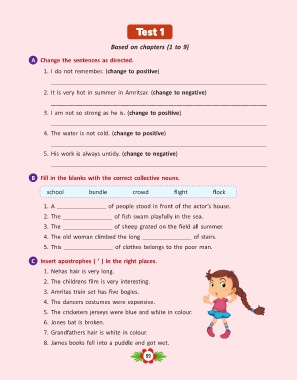 Test 1
Based on chapters (1 to 9)
A Change the sentences as directed.
1. I do not remember. (change to positive)
2. It is very hot in summer in Amritsar. (change to negative)
3. I am not so strong as he is. (change to positive)
4. The water is not cold. (change to positive)
5. His work is always untidy. (change to negative)
B Fill in the blanks with the correct collective nouns.
school bundle crowd flight flock
1. A ____________ of people stood in front of the actor's house.
2. The ____________ of fish swam playfully in the sea.
3. The ____________ of sheep grazed on the field all summer.
4. The old woman climbed the long ____________ of stairs.
5. This ____________ of clothes belongs to the poor man.
C Insert apostrophes ( ' ) in the right places.
1. Nehas hair is very long.
2. The childrens film is very interesting.
3. Amritas train set has five bogies.
4. The dancers costumes were expensive.
5. The cricketers jerseys were blue and white in colour.
6. Jones bat is broken.
7. Grandfathers hair is white in colour.
8. James books fell into a puddle and got wet.